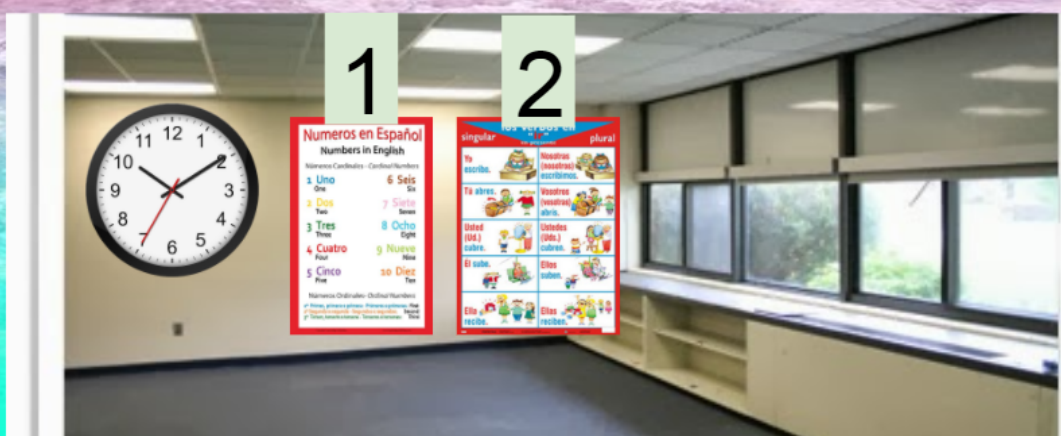 1
2
12
1
2
3
4
5
6
7
8
9
10
11
Numeros en Español
Numbers in English
Números Cardinales - Cardinal Numbers
1 Uno
One
2 Dos
Two
3 Tres
Three
4 Cuatro
Four
5 Cinco
Five
6 Seis
Six
7 Siete
Seven
8 Ocho
Eight
9 Nueve
Nine
10 Diez
Ten
Números Ordinales - Ordinal Numbers
los verbos en
"ir"
singular
plural
Yo
escribo.
Nosotras
(nosotros)
escribimos.
Tú abres.
Vosotros
(vosotras)
abrís.
Usted
(Ud.)
cubre.
Ustedes
(Uds.)
cubren.
Él sube.
Ellos
suben.
Ella
recibe.
Ellas
reciben.